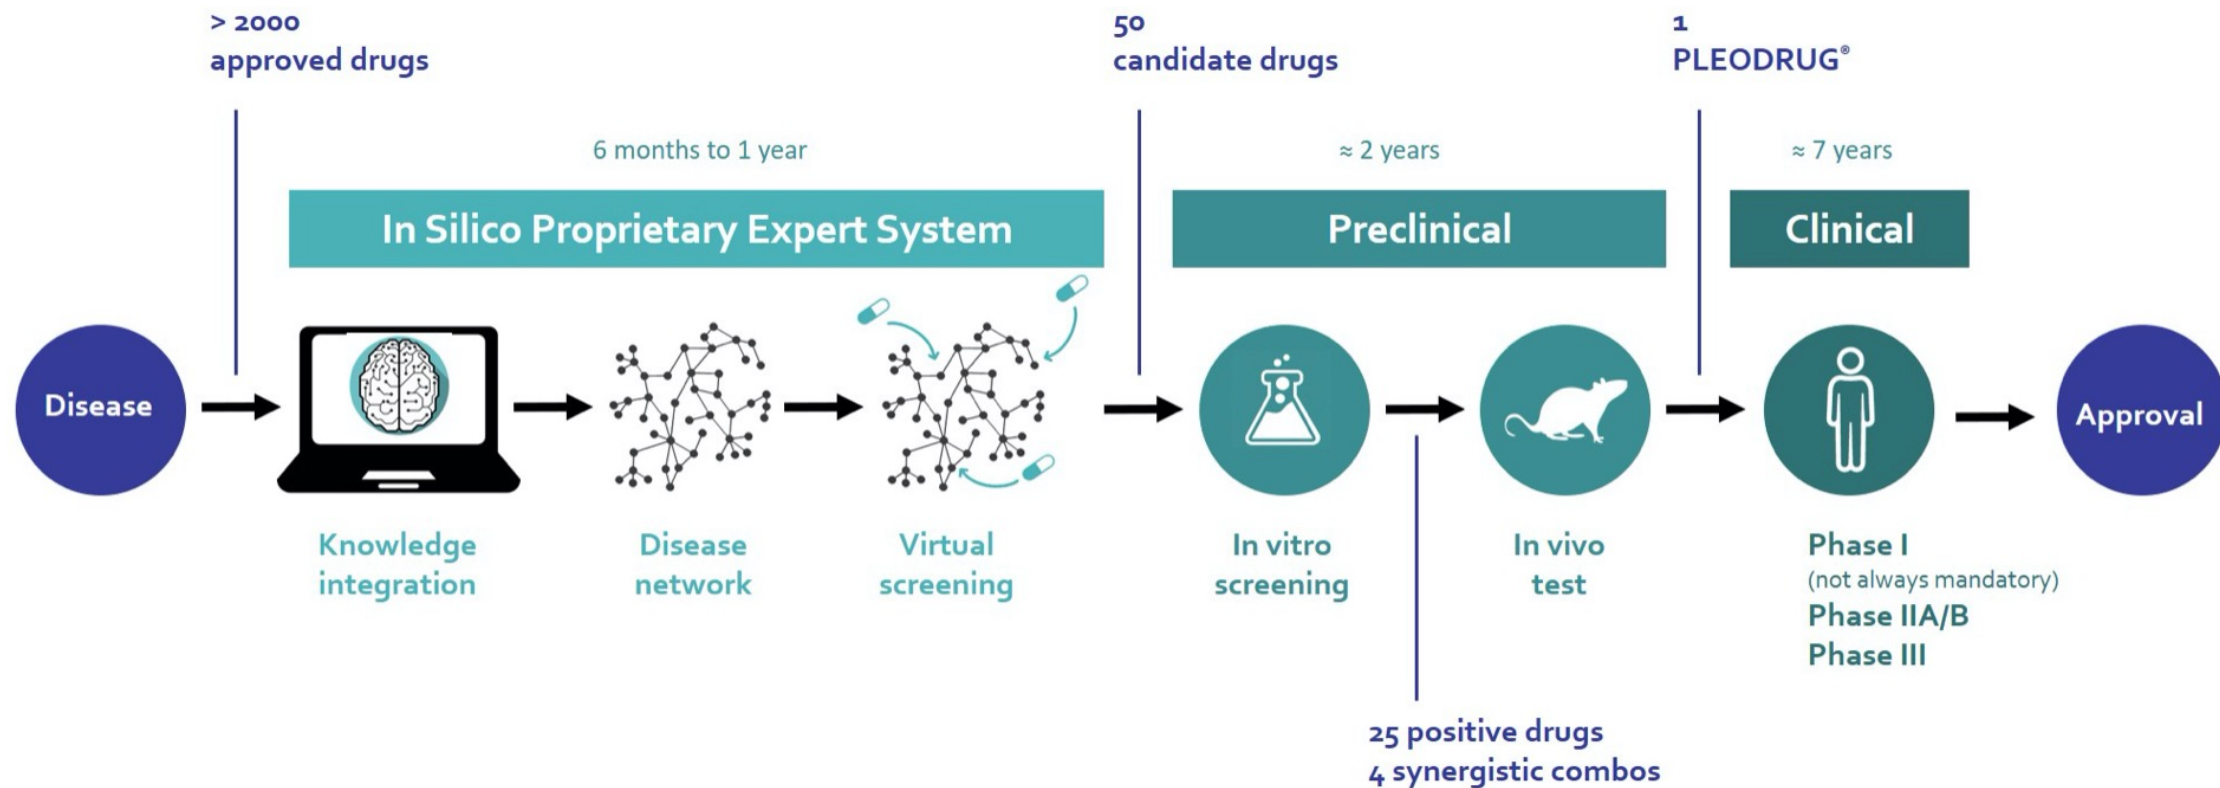 > 2000
approved drugs
50
candidate drugs
1
PLEODRUG®
6 months to 1 year
≈ 2 years
≈ 7 years
In Silico Proprietary Expert System
Preclinical
Clinical
Disease
Approval
Knowledge
integration
Disease
network
Virtual
screening
In vitro
screening
In vivo
test
Phase I
(not always mandatory)
Phase IIA/B
Phase III
25 positive drugs
4 synergistic combos